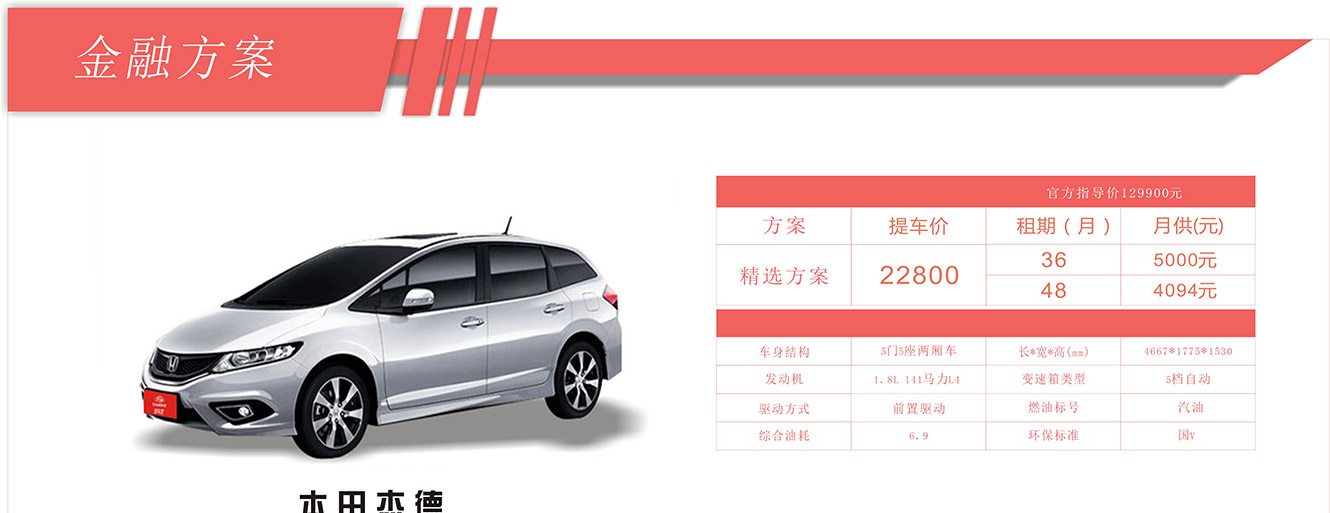 金融方案
官方指导价129900元
方案 提车价 租期（月） 月供(元)
精选方案 22800 36 5000元
48 4094元
车身结构 5门5座两厢车 长*宽*高(mm) 4667*1775*1530
发动机 1.8L 141马力L4 变速箱类型 5档自动
驱动方式 前置驱动 燃油标号 汽油
综合油耗 6.9 环保标准 国V
本田杰德